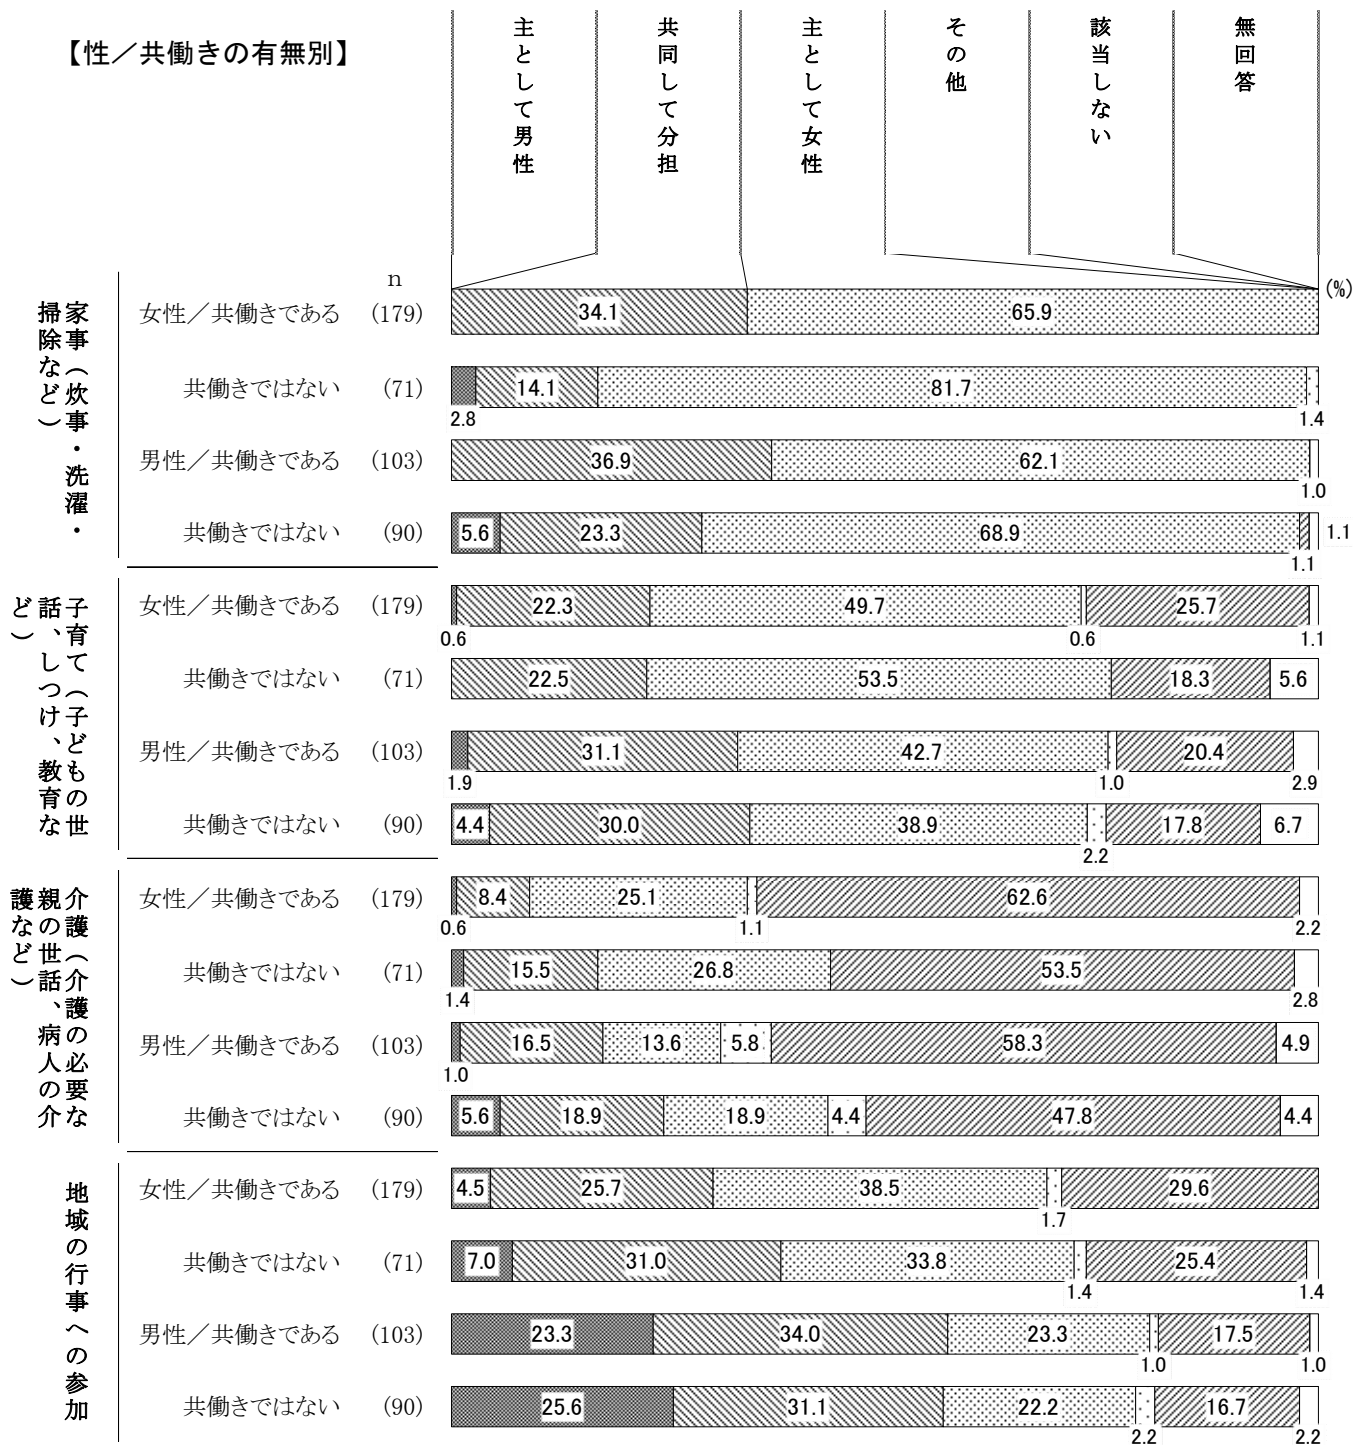 【性／共働きの有無別】
主として男性
共同して分担
主として女性
その他
該当しない
無回答
n
(%)
家事（炊事・洗濯・
掃除など）
女性／共働きである (179) 34.1 65.9
共働きではない (71) 2.8 14.1 81.7 1.4
男性／共働きである (103) 36.9 62.1 1.0
共働きではない (90) 5.6 23.3 68.9 1.1 1.1
子育て（子どもの世
話、しつけ、教育な
ど）
女性／共働きである (179) 0.6 22.3 49.7 0.6 25.7 1.1
共働きではない (71) 22.5 53.5 18.3 5.6
男性／共働きである (103) 1.9 31.1 42.7 1.0 20.4 2.9
共働きではない (90) 4.4 30.0 38.9 2.2 17.8 6.7
介護（介護の必要な
親の世話、病人の介
護など）
女性／共働きである (179) 0.6 8.4 25.1 1.1 62.6 2.2
共働きではない (71) 1.4 15.5 26.8 53.5 2.8
男性／共働きである (103) 1.0 16.5 13.6 5.8 58.3 4.9
共働きではない (90) 5.6 18.9 18.9 4.4 47.8 4.4
地域の行事への参加
女性／共働きである (179) 4.5 25.7 38.5 1.7 29.6
共働きではない (71) 7.0 31.0 33.8 1.4 25.4 1.4
男性／共働きである (103) 23.3 34.0 23.3 1.0 17.5 1.0
共働きではない (90) 25.6 31.1 22.2 2.2 16.7 2.2